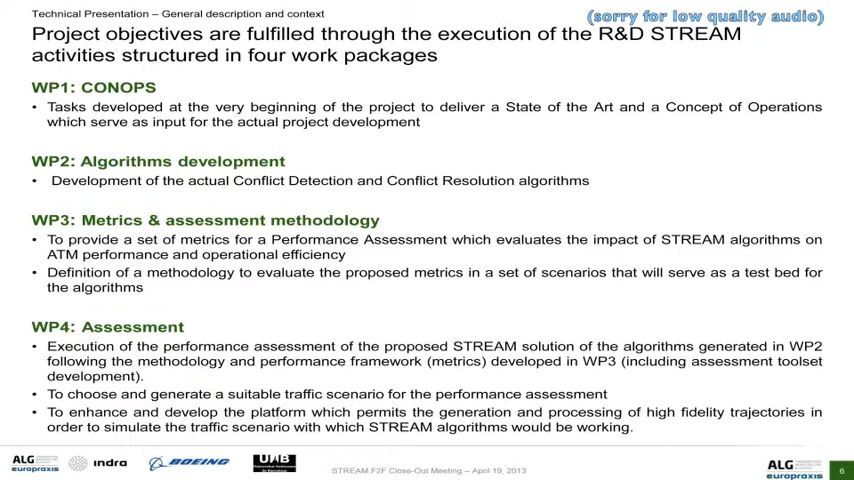 Technical Presentation – General description and context
(sorry for low quality audio)
Project objectives are fulfilled through the execution of the R&D STREAM
activities structured in four work packages
WP1: CONOPS
• Tasks developed at the very beginning of the project to deliver a State of the Art and a Concept of Operations
which serve as input for the actual project development
WP2: Algorithms development
• Development of the actual Conflict Detection and Conflict Resolution algorithms
WP3: Metrics & assessment methodology
• To provide a set of metrics for a Performance Assessment which evaluates the impact of STREAM algorithms on
ATM performance and operational efficiency
• Definition of a methodology to evaluate the proposed metrics in a set of scenarios that will serve as a test bed for
the algorithms
WP4: Assessment
• Execution of the performance assessment of the proposed STREAM solution of the algorithms generated in WP2
following the methodology and performance framework (metrics) developed in WP3 (including assessment toolset
development).
• To choose and generate a suitable traffic scenario for the performance assessment
• To enhance and develop the platform which permits the generation and processing of high fidelity trajectories in
order to simulate the traffic scenario with which STREAM algorithms would be working.
ALG
europraxis
indra
BOEING
UAB
STREAM F2F Close-Out Meeting – April 19, 2013
ALG
europraxis
6